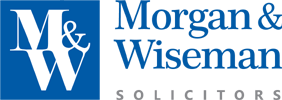 M&
W
Morgan &
Wiseman
SOLICITORS